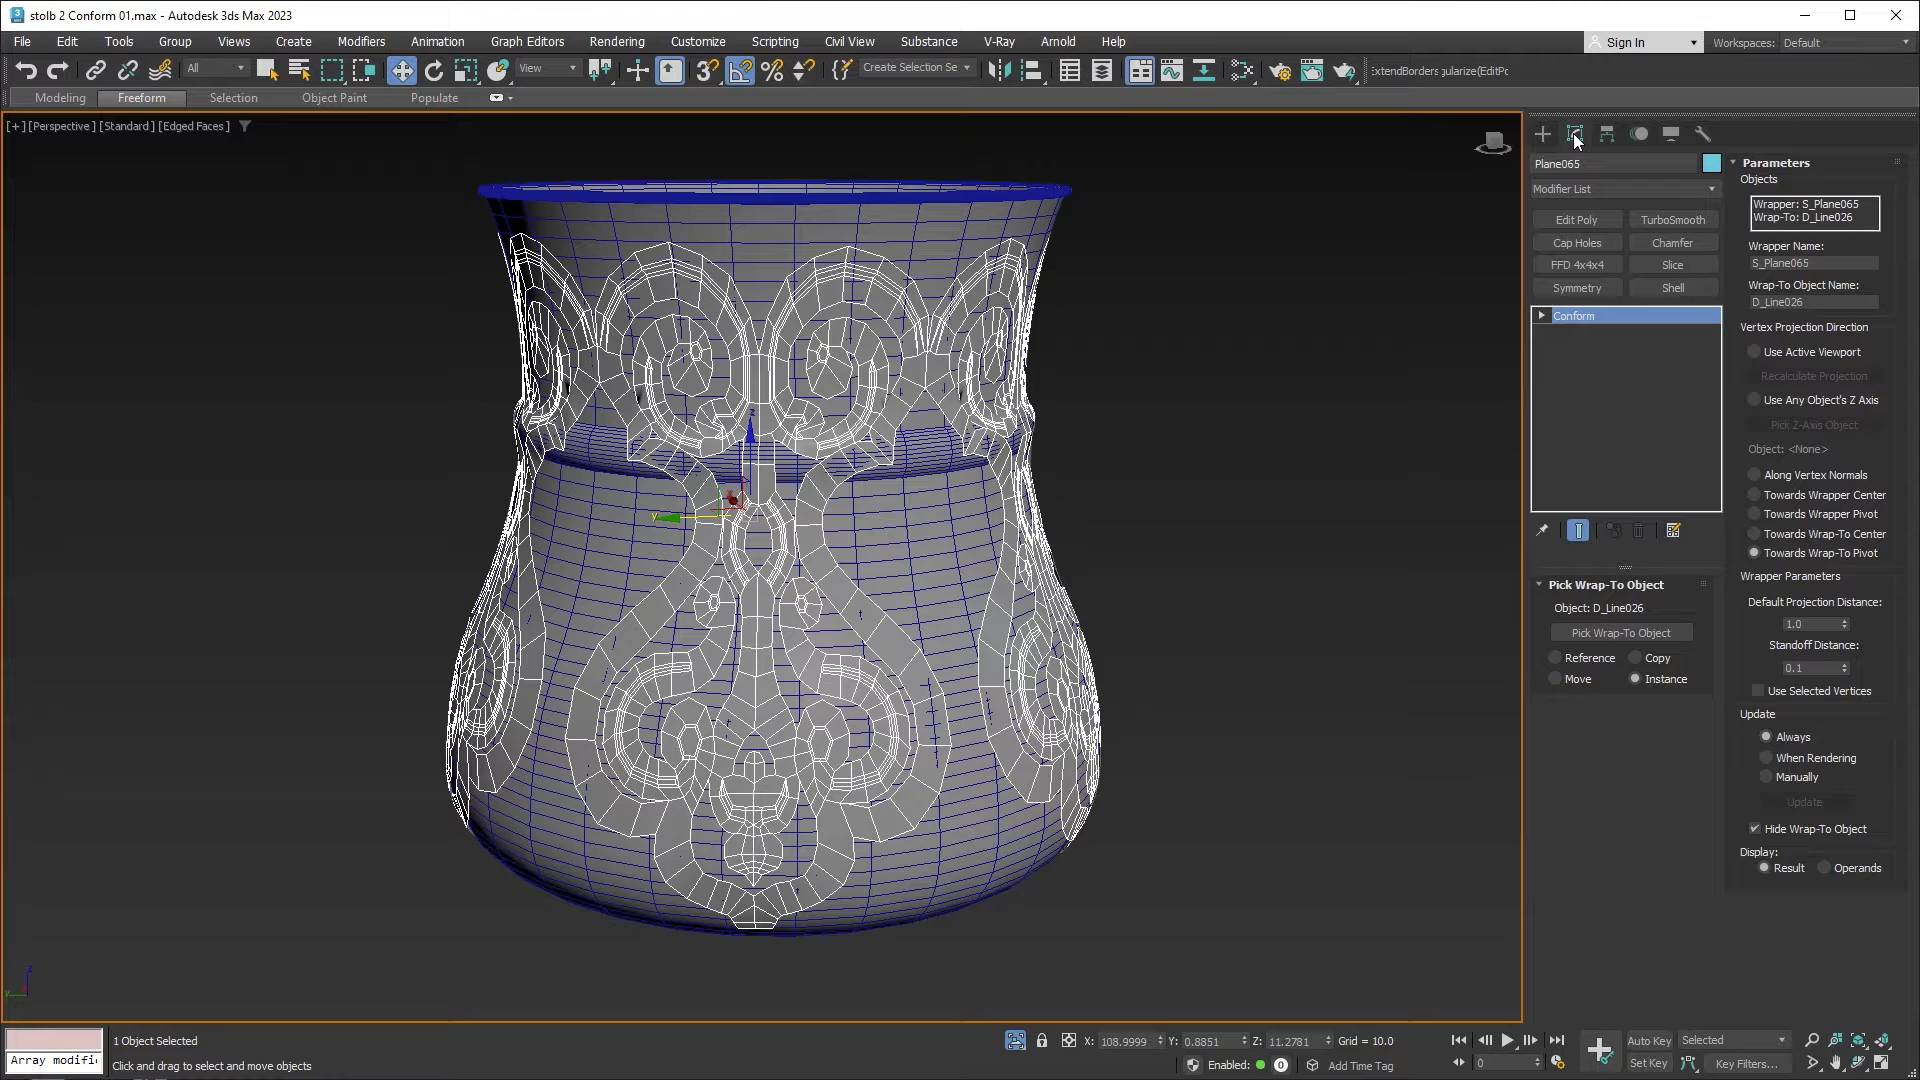 stolb 2 Conform 01.max - Autodesk 3ds Max 2023
File Edit Tools Group Views Create Modifiers Animation Graph Editors Rendering Customize Scripting Civil View Substance V-Ray Arnold Help
Sign In Workspaces: Default
All View Create Selection Se
Modeling Freeform Selection Object Paint Populate
[+] [Perspective] [Standard] [Edged Faces]
Plane065
Modifier List
Edit Poly TurboSmooth
Cap Holes Chamfer
FFD 4x4x4 Slice
Symmetry Shell
Conform
Pick Wrap-To Object
Object: D_Line026
Pick Wrap-To Object
Reference Copy
Move Instance
Parameters
Objects
Wrapper: S_Plane065
Wrap-To: D_Line026
Wrapper Name:
S_Plane065
Wrap-To Object Name:
D_Line026
Vertex Projection Direction
Use Active Viewport
Recalculate Projection
Use Any Object's Z Axis
Pick Z-Axis Object
Object: <None>
Along Vertex Normals
Towards Wrapper Center
Towards Wrapper Pivot
Towards Wrap-To Center
Towards Wrap-To Pivot
Wrapper Parameters
Default Projection Distance:
1.0
Standoff Distance:
0.1
Use Selected Vertices
Update
Always
When Rendering
Manually
Update
Hide Wrap-To Object
Display:
Result Operands
z
y
z
y
1 Object Selected
Click and drag to select and move objects
X: 108.9999 Y: 0.8851 Z: 11.2781 Grid = 10.0
Enabled: 0 Add Time Tag
0
Auto Key Selected
Set Key Key Filters...